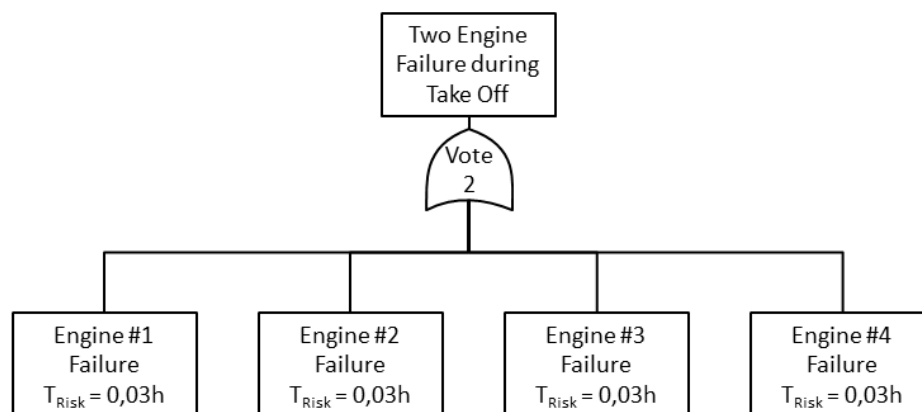 Two Engine
Failure during
Take Off
Vote
2
Engine #1
Failure
T_Risk = 0,03h
Engine #2
Failure
T_Risk = 0,03h
Engine #3
Failure
T_Risk = 0,03h
Engine #4
Failure
T_Risk = 0,03h